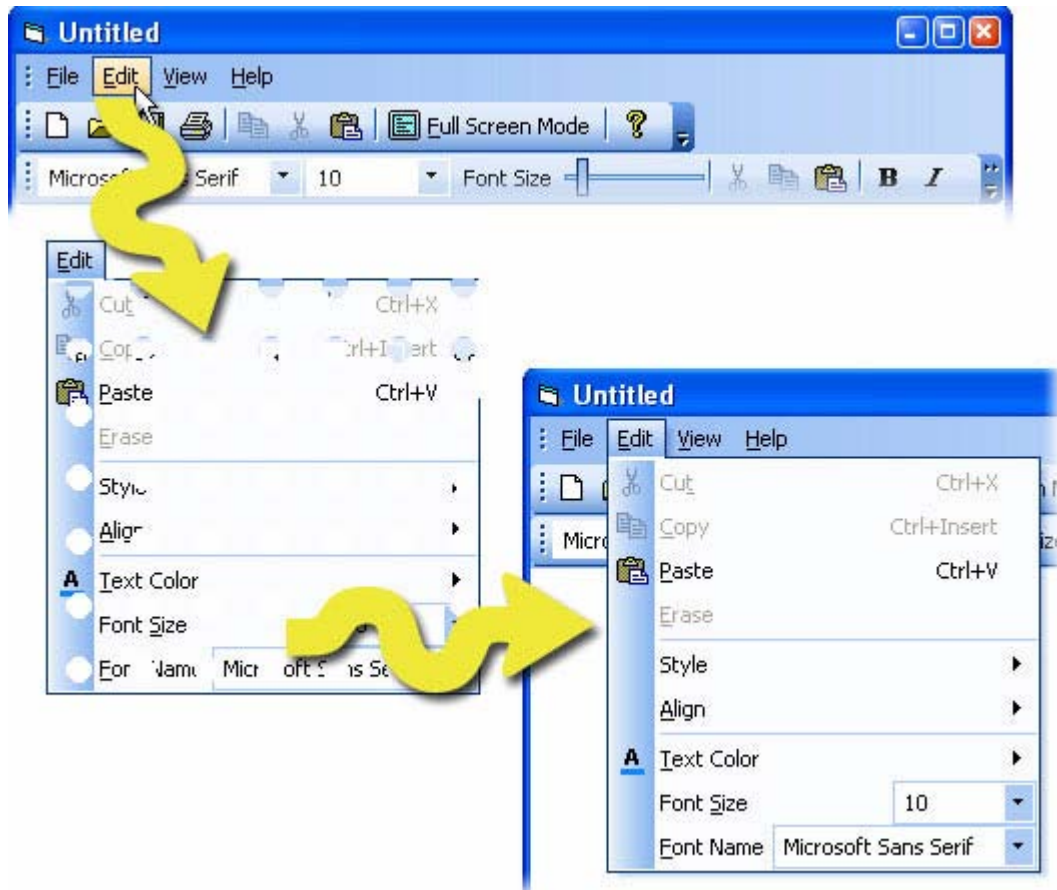 Untitled
File Edit View Help
Full Screen Mode
Serif 10 Font Size B I
Edit
Cut Ctrl+X
Paste Ctrl+V
Erase
Align
A Text Color
Font Size
Untitled
File Edit View Help
Cut Ctrl+X
Copy Ctrl+Insert
Paste Ctrl+V
Erase
Style
Align
A Text Color
Font Size 10
Font Name Microsoft Sans Serif